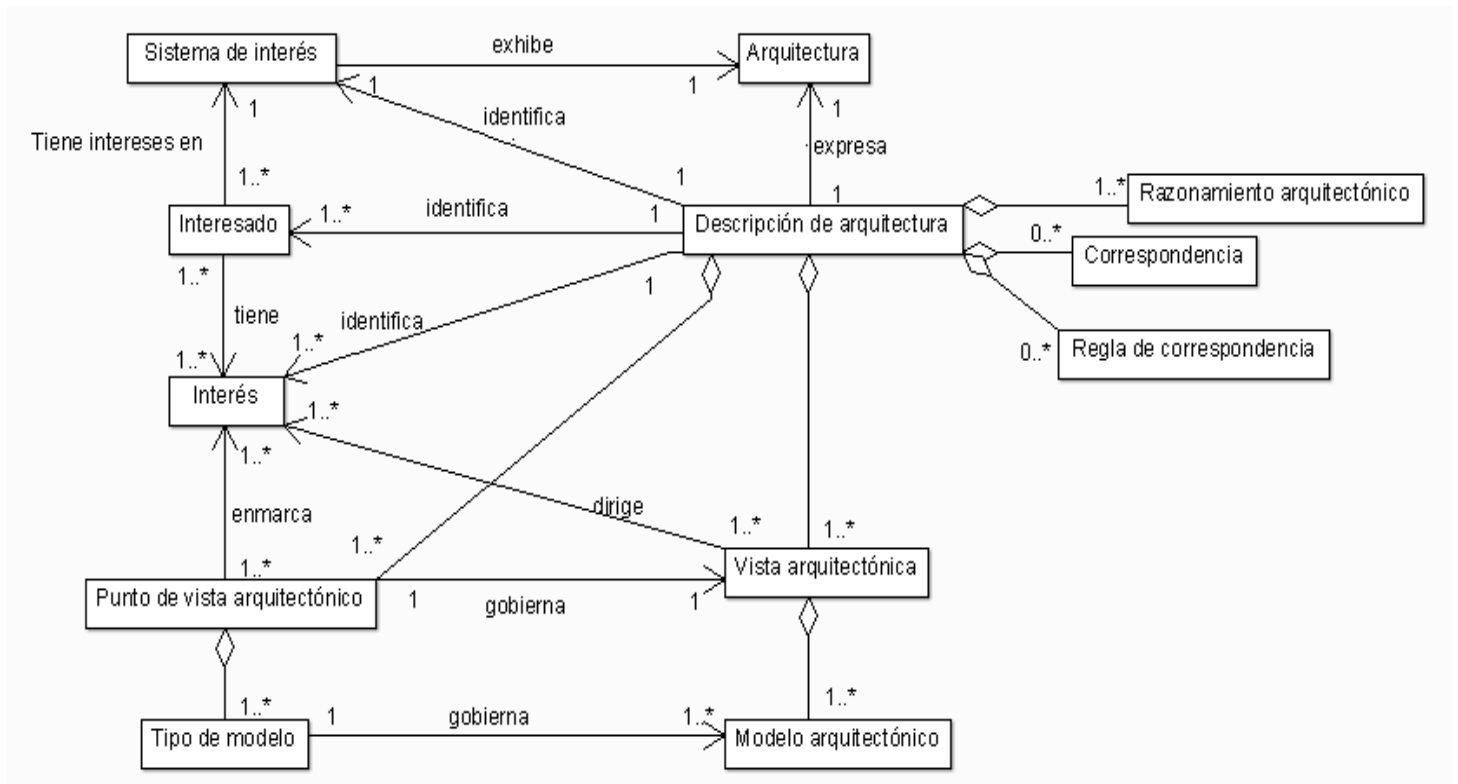 Sistema de interés
exhibe
Arquitectura
1
1
1
1
identifica
Tiene intereses en
expresa
1..*
1
1
1..*
Razonamiento arquitectónico
Interesado
1..*
identifica
1
Descripción de arquitectura
0..*
Correspondencia
1..*
1
tiene
identifica
1..*
1..*
0..*
Regla de correspondencia
Interés
1..*
1..*
enmarca
dirige
1..*
1..*
1..*
1..*
Vista arquitectónica
Punto de vista arquitectónico
1
gobierna
1
1..*
1..*
1
gobierna
1..*
Tipo de modelo
Modelo arquitectónico